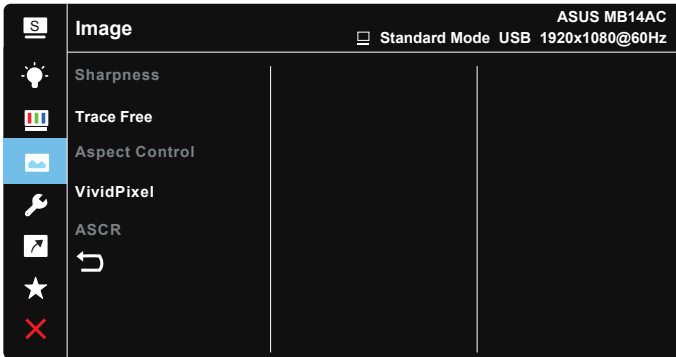 S
Image
ASUS MB14AC
Standard Mode USB 1920x1080@60Hz
Sharpness
Trace Free
Aspect Control
VividPixel
ASCR